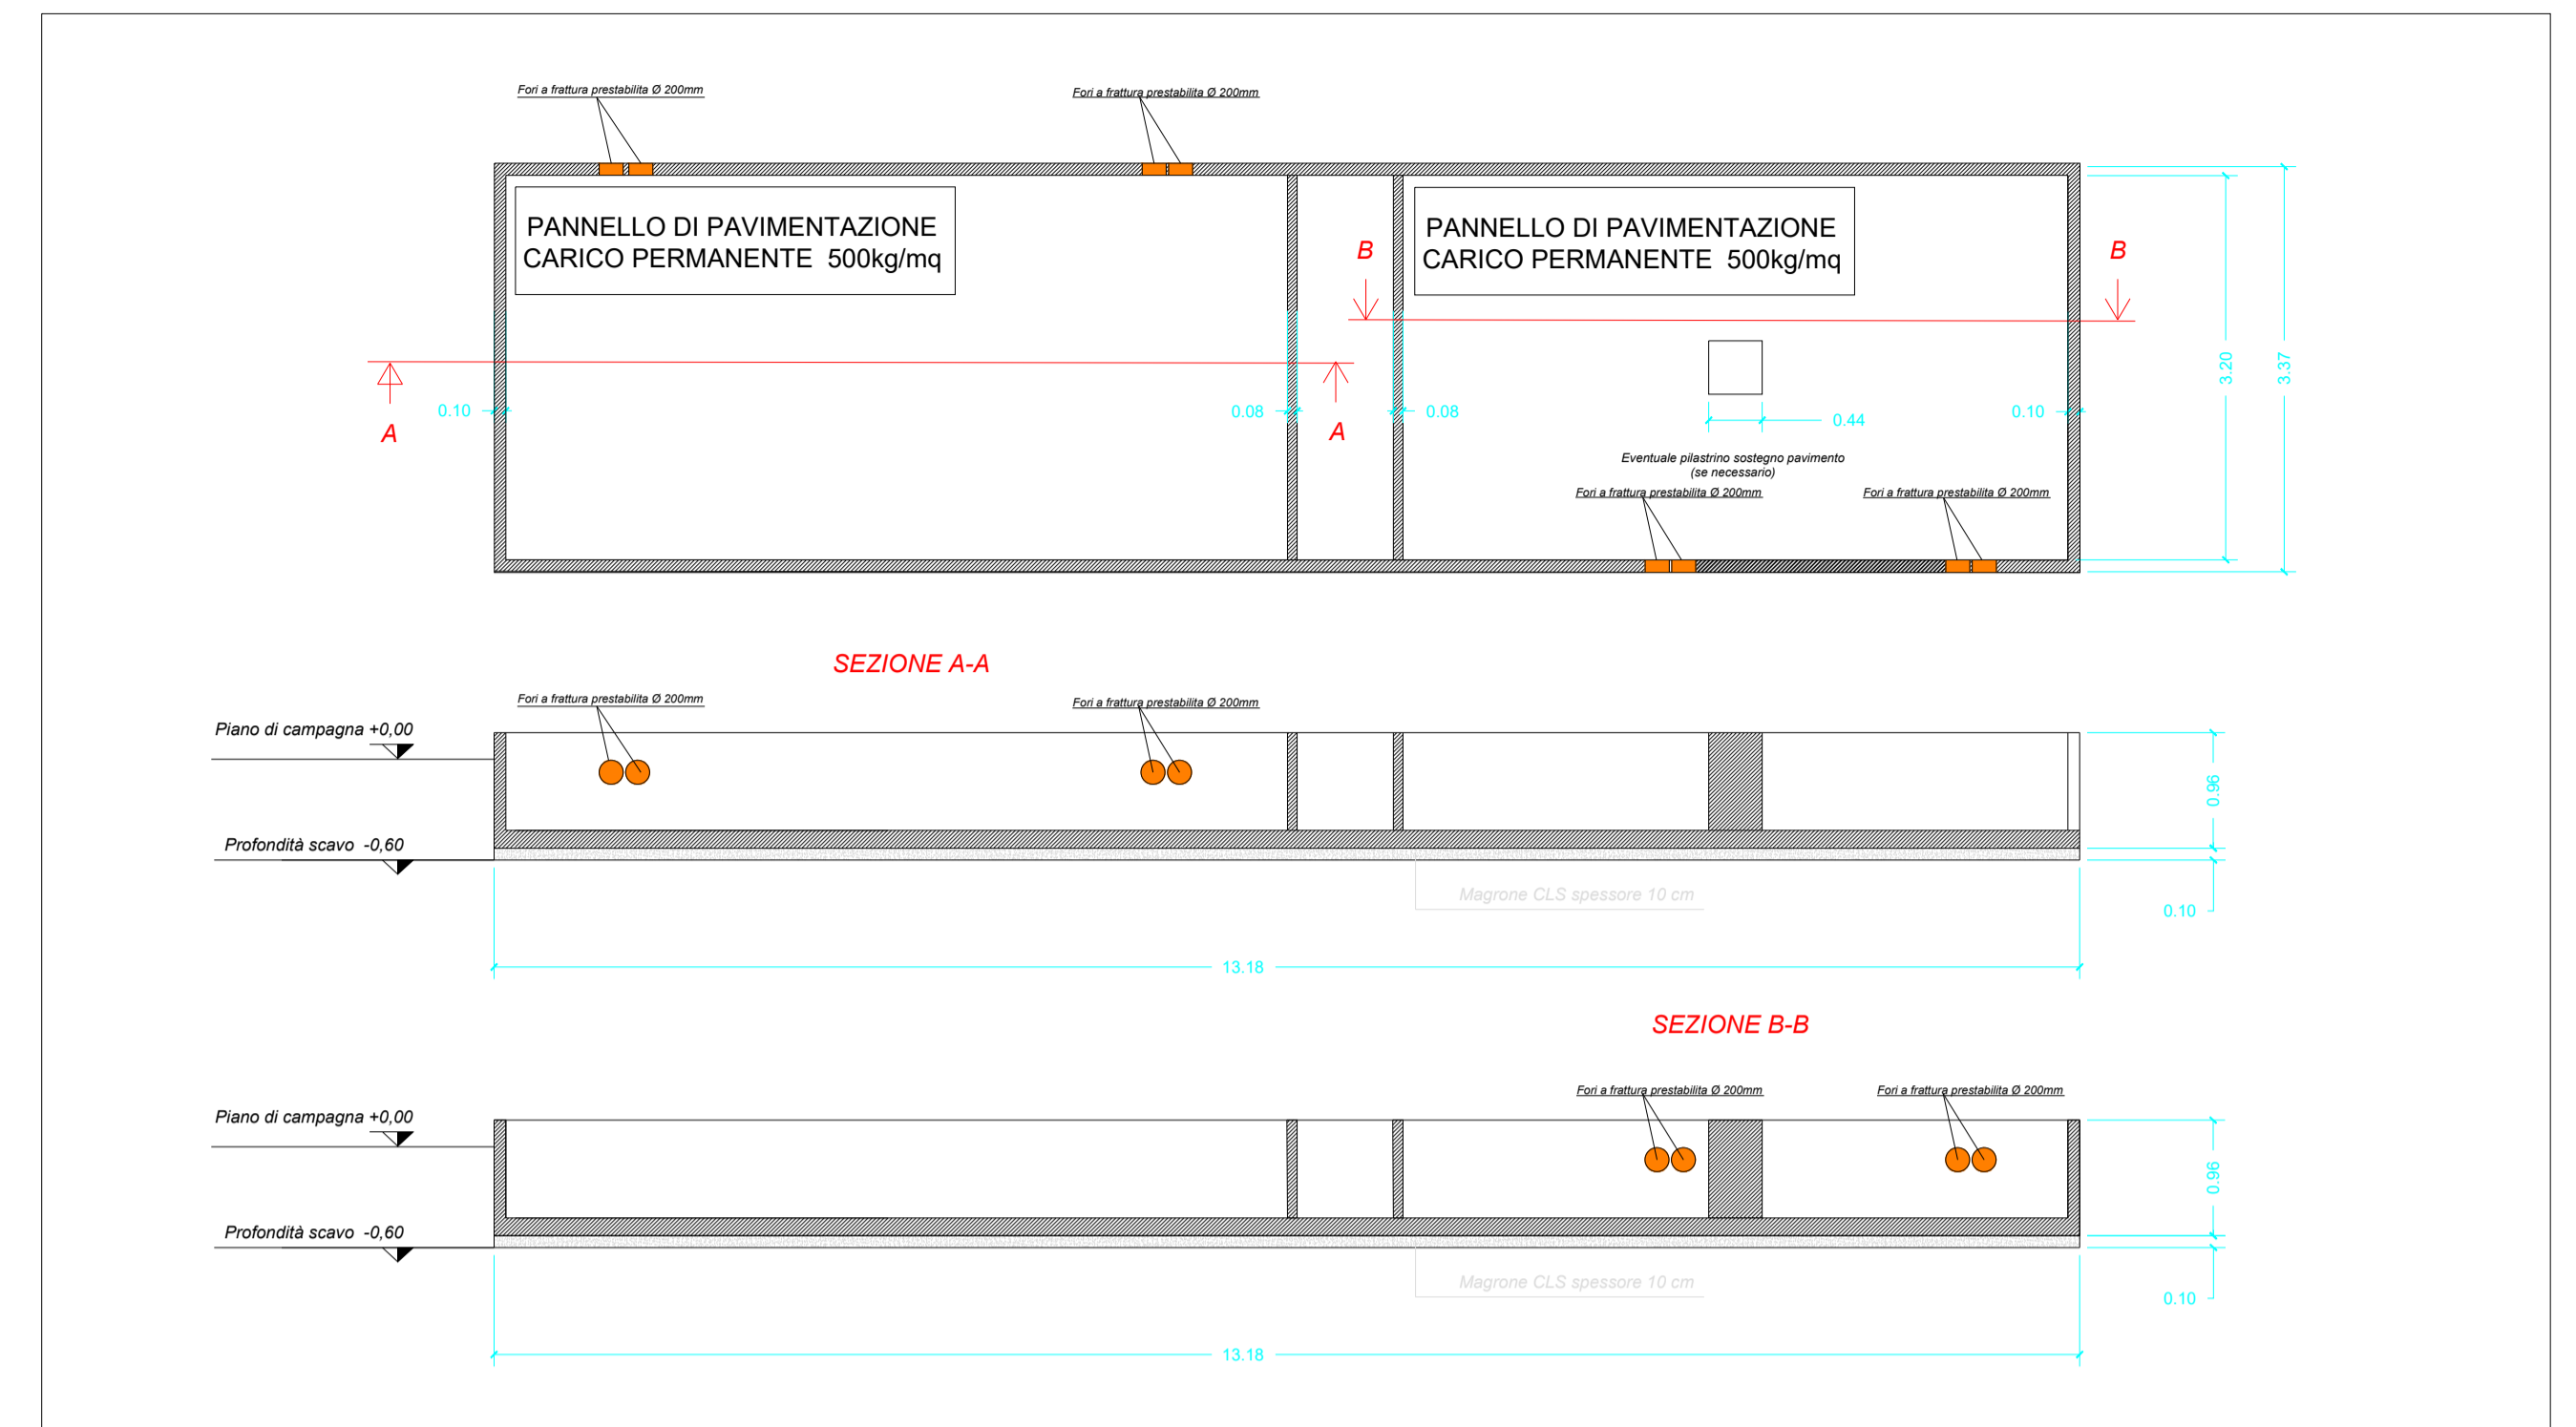 Fori a frattura prestabilita Ø 200mm
Fori a frattura prestabilita Ø 200mm
PANNELLO DI PAVIMENTAZIONE
CARICO PERMANENTE 500kg/mq
PANNELLO DI PAVIMENTAZIONE
CARICO PERMANENTE 500kg/mq
B
B
3.20
3.37
0.10
0.08
0.08
0.10
0.44
A
A
Eventuale pilastrino sostegno pavimento
(se necessario)
Fori a frattura prestabilita Ø 200mm
Fori a frattura prestabilita Ø 200mm
SEZIONE A-A
Fori a frattura prestabilita Ø 200mm
Fori a frattura prestabilita Ø 200mm
Piano di campagna +0,00
0.96
Profondità scavo -0,60
Magrone CLS spessore 10 cm
0.10
13.18
SEZIONE B-B
Fori a frattura prestabilita Ø 200mm
Fori a frattura prestabilita Ø 200mm
Piano di campagna +0,00
0.96
Profondità scavo -0,60
Magrone CLS spessore 10 cm
0.10
13.18